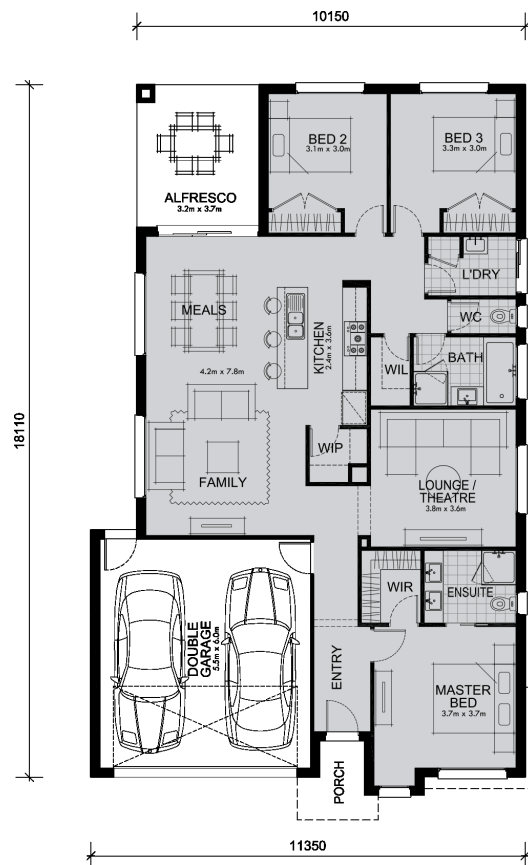 10150
18110
BED 2
3.1m x 3.0m
BED 3
3.3m x 3.0m
ALFRESCO
3.2m x 3.7m
L'DRY
MEALS
WC
KITCHEN
2.4m x 3.6m
BATH
WIL
4.2m x 7.8m
WIP
FAMILY
LOUNGE /
THEATRE
3.8m x 3.6m
WIR
ENSUITE
DOUBLE
GARAGE
5.5m x 6.0m
ENTRY
MASTER
BED
3.7m x 3.7m
PORCH
11350